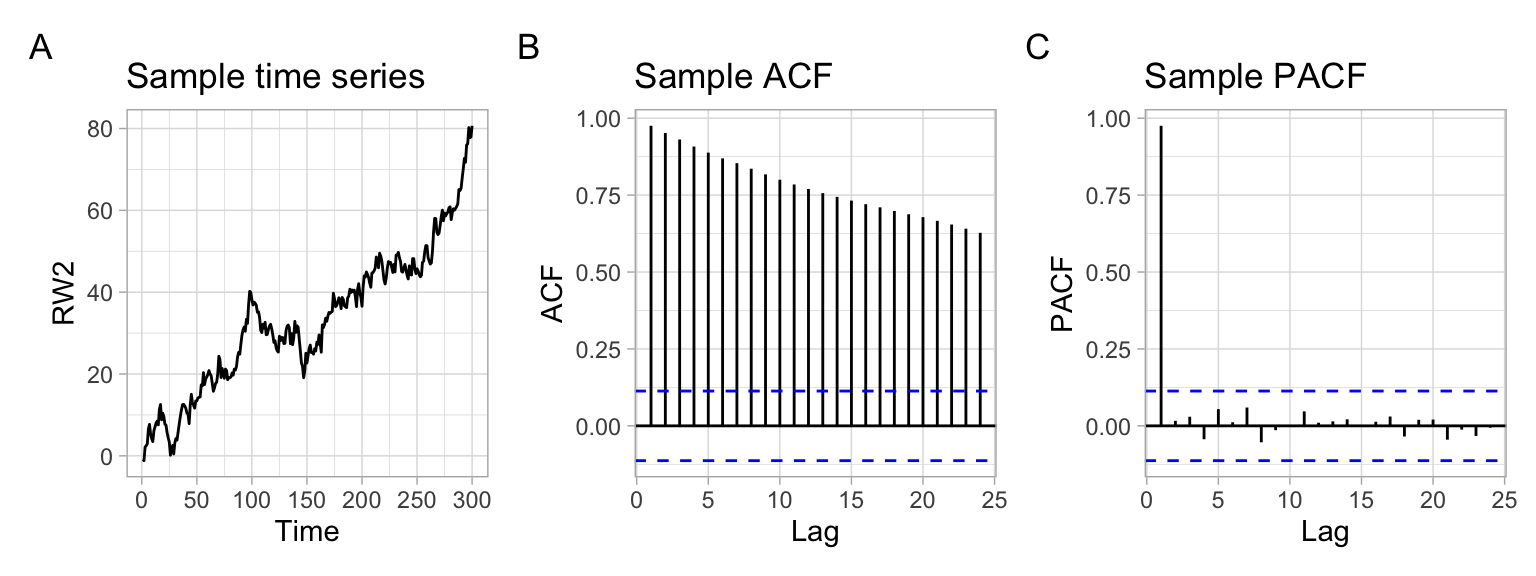 A
Sample time series
RW2
80
60
40
20
0
0 50 100 150 200 250 300
Time
B
Sample ACF
ACF
1.00
0.75
0.50
0.25
0.00
0 5 10 15 20 25
Lag
C
Sample PACF
PACF
1.00
0.75
0.50
0.25
0.00
0 5 10 15 20 25
Lag